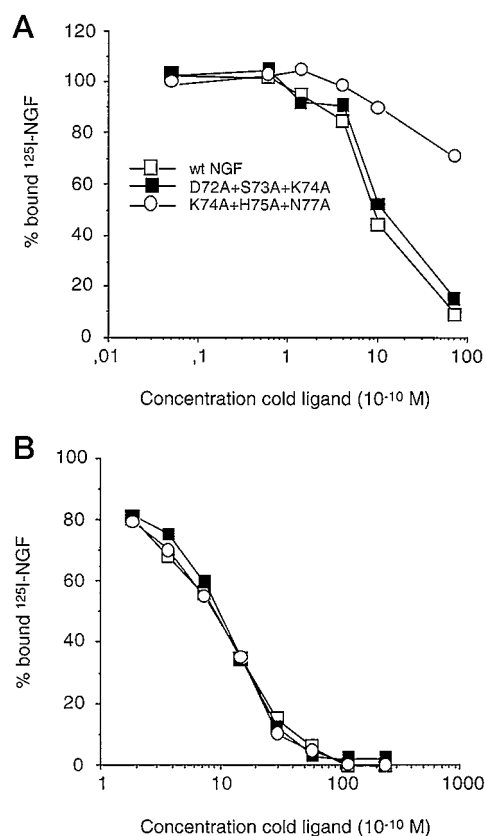 A
120
100
80
60
40
20
0
% bound ¹²⁵I-NGF
wt NGF
D72A+S73A+K74A
K74A+H75A+N77A
,01 ,1 1 10 100
Concentration cold ligand (10⁻¹⁰ M)
B
100
80
60
40
20
0
% bound ¹²⁵I-NGF
1 10 100 1000
Concentration cold ligand (10⁻¹⁰ M)